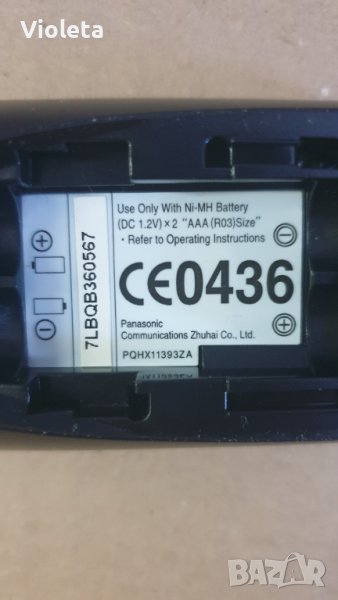 Violeta
Use Only With Ni-MH Battery
(DC 1.2V) × 2 "AAA (R03)Size"
• Refer to Operating Instructions
CE0436
Panasonic
Communications Zhuhai Co., Ltd.
PQHX11393ZA
7LBQB360567
BAZAR